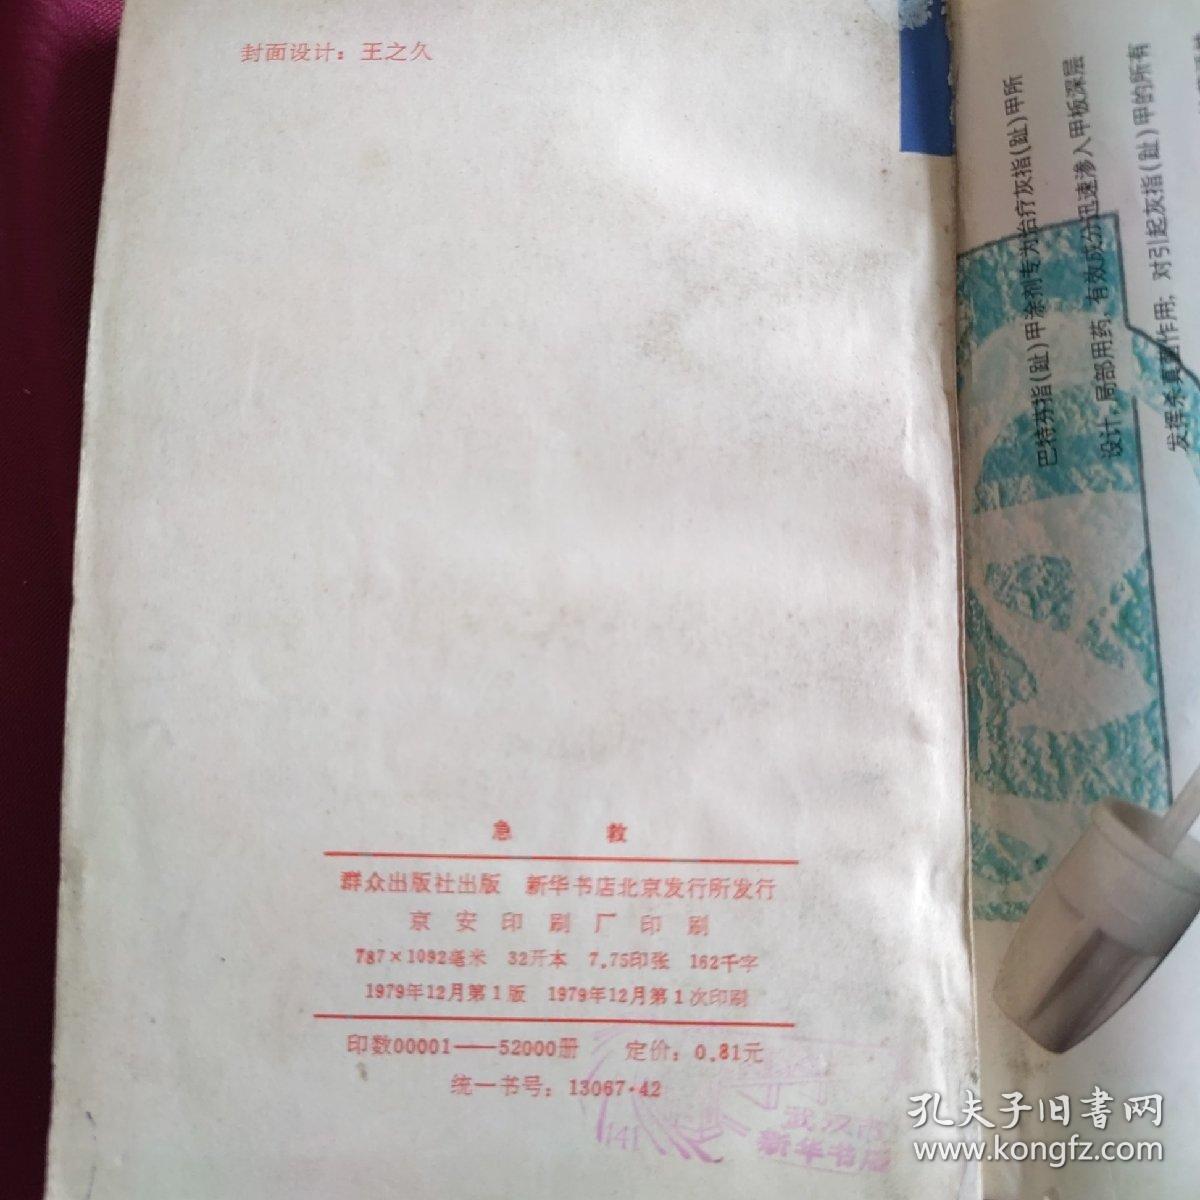 封面设计：王之久
急 救
群众出版社出版 新华书店北京发行所发行
京安印刷厂印刷
787×1092毫米 32开本 7.75印张 162千字
1979年12月第1版 1979年12月第1次印刷
印数00001——52000册 定价：0.81元
统一书号：13067·42
141
武汉市
新华书店
巴特芬指(趾)甲涂剂专为治疗灰指(趾)甲所
设计，局部用药，有效成分迅速渗入甲板深层
发挥杀真菌作用；对引起灰指(趾)甲的所有
孔夫子旧书网
www.kongfz.com